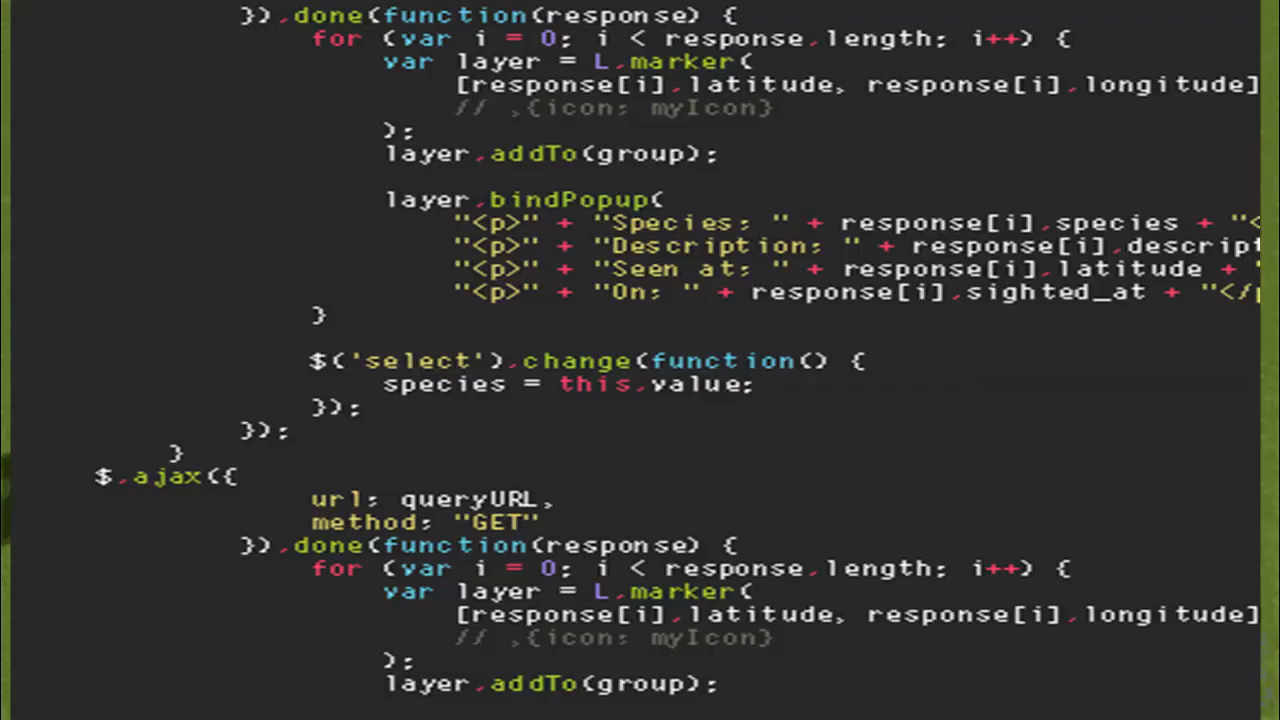 }).done(function(response) {
for (var i = 0; i < response.length; i++) {
var layer = L.marker(
[response[i].latitude, response[i].longitude]
// ,{icon: myIcon}
);
layer.addTo(group);
layer.bindPopup(
"<p>" + "Species: " + response[i].species + "<
"<p>" + "Description: " + response[i].descript
"<p>" + "Seen at: " + response[i].latitude + "
"<p>" + "On: " + response[i].sighted_at + "</p
}
$('select').change(function() {
species = this.value;
});
});
}
$.ajax({
url: queryURL,
method: "GET"
}).done(function(response) {
for (var i = 0; i < response.length; i++) {
var layer = L.marker(
[response[i].latitude, response[i].longitude]
// ,{icon: myIcon}
);
layer.addTo(group);